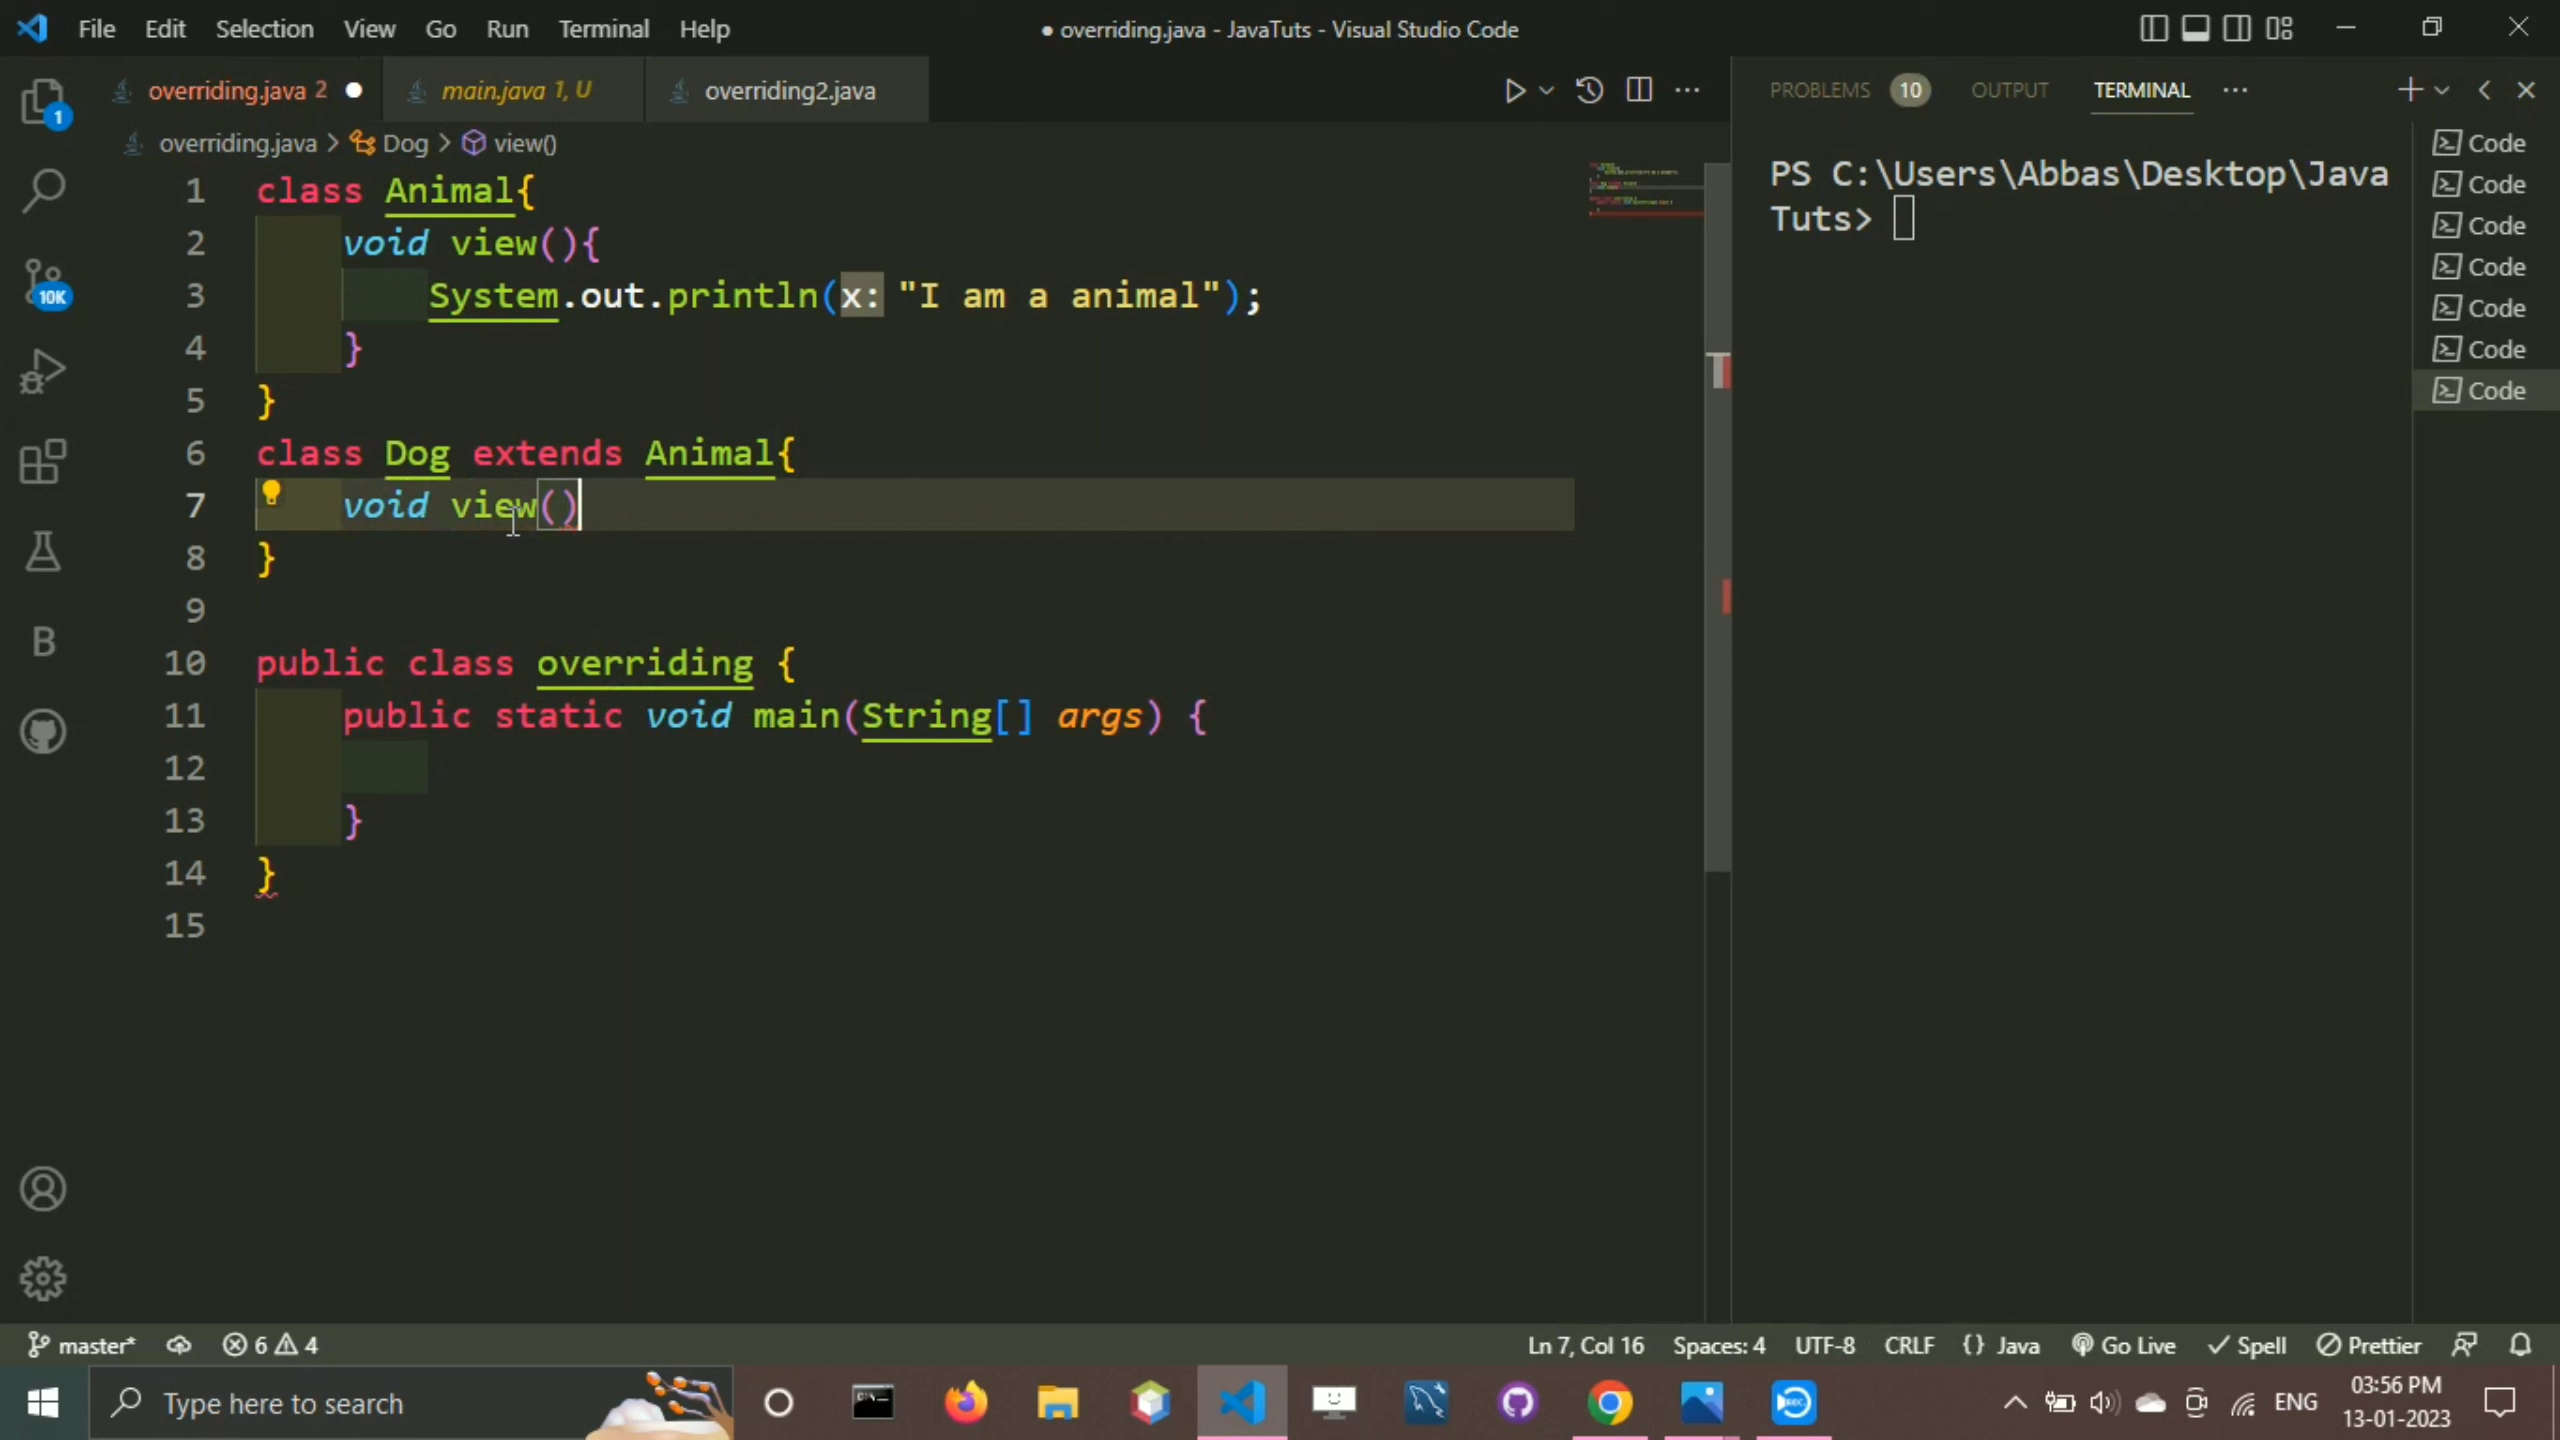 File Edit Selection View Go Run Terminal Help
● overriding.java - JavaTuts - Visual Studio Code
overriding.java 2 ● main.java 1, U overriding2.java
PROBLEMS 10 OUTPUT TERMINAL ···
overriding.java > Dog > view()
1 class Animal{
2 void view(){
3 System.out.println(x: "I am a animal");
4 }
5 }
6 class Dog extends Animal{
7 void view()
8 }
9
10 public class overriding {
11 public static void main(String[] args) {
12
13 }
14 }
15
PS C:\Users\Abbas\Desktop\Java
Tuts>
Code
Code
Code
Code
Code
Code
Code
1
10K
B
master* 6 4
Ln 7, Col 16 Spaces: 4 UTF-8 CRLF {} Java Go Live Spell Prettier
Type here to search
REC
ENG
03:56 PM
13-01-2023